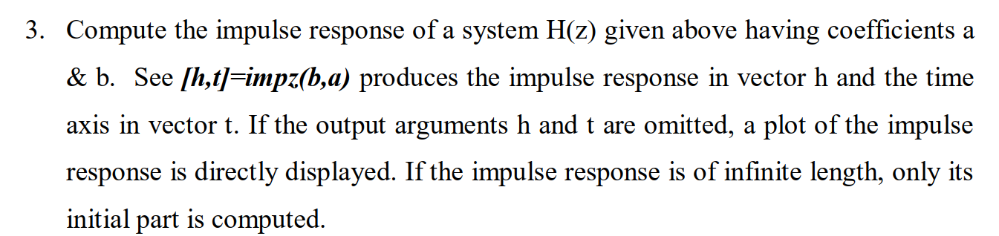 3. Compute the impulse response of a system H(z) given above having coefficients a
& b. See [h,t]=impz(b,a) produces the impulse response in vector h and the time
axis in vector t. If the output arguments h and t are omitted, a plot of the impulse
response is directly displayed. If the impulse response is of infinite length, only its
initial part is computed.